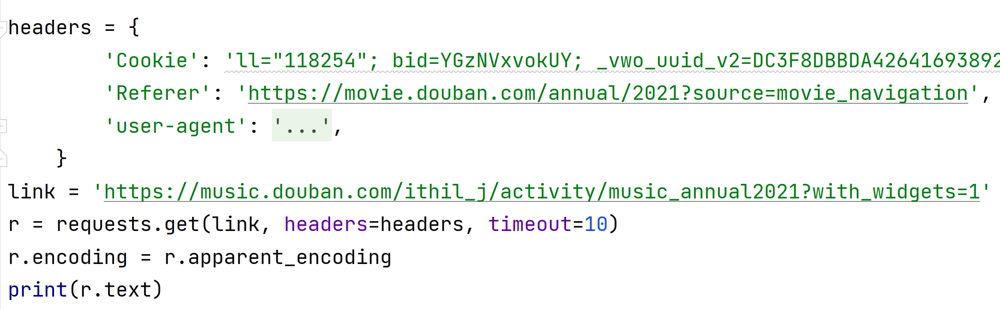 headers = {
'Cookie': 'll="118254"; bid=YGzNVxvokUY; _vwo_uuid_v2=DC3F8DBBDA42641693892
'Referer': 'https://movie.douban.com/annual/2021?source=movie_navigation',
'user-agent': '...',
}
link = 'https://music.douban.com/ithil_j/activity/music_annual2021?with_widgets=1'
r = requests.get(link, headers=headers, timeout=10)
r.encoding = r.apparent_encoding
print(r.text)